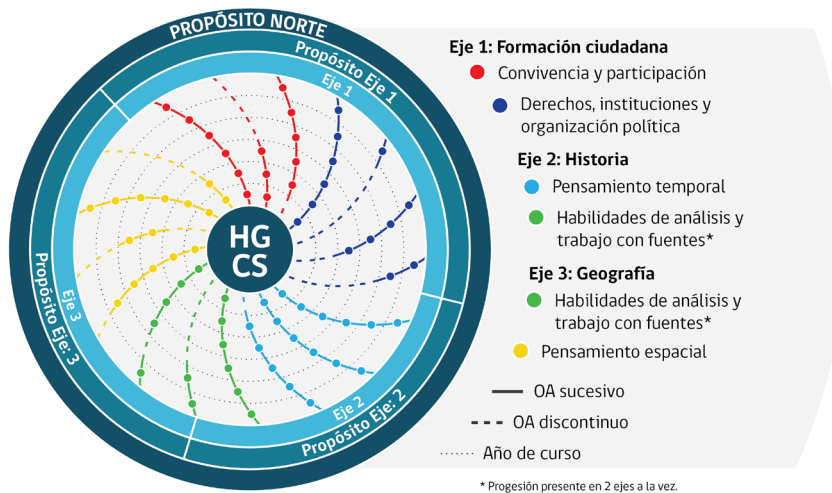 PROPÓSITO NORTE
Propósito Eje 1
Eje 1
HG
CS
Propósito Eje: 3
Eje 3
Eje 2
Propósito Eje: 2
Eje 1: Formación ciudadana
Convivencia y participación
Derechos, instituciones y
organización política
Eje 2: Historia
Pensamiento temporal
Habilidades de análisis y
trabajo con fuentes*
Eje 3: Geografía
Habilidades de análisis y
trabajo con fuentes*
Pensamiento espacial
OA sucesivo
OA discontinuo
Año de curso
* Progesión presente en 2 ejes a la vez.